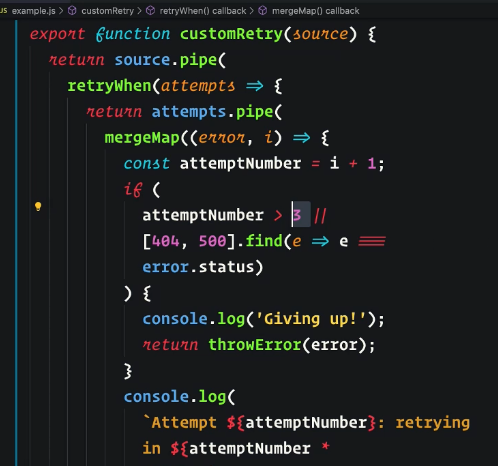 JS example.js > customRetry > retryWhen() callback > mergeMap() callback
export function customRetry(source) {
return source.pipe(
retryWhen(attempts => {
return attempts.pipe(
mergeMap((error, i) => {
const attemptNumber = i + 1;
if (
attemptNumber > 3 ||
[404, 500].find(e => e ===
error.status)
) {
console.log('Giving up!');
return throwError(error);
}
console.log(
`Attempt ${attemptNumber}: retrying
in ${attemptNumber *